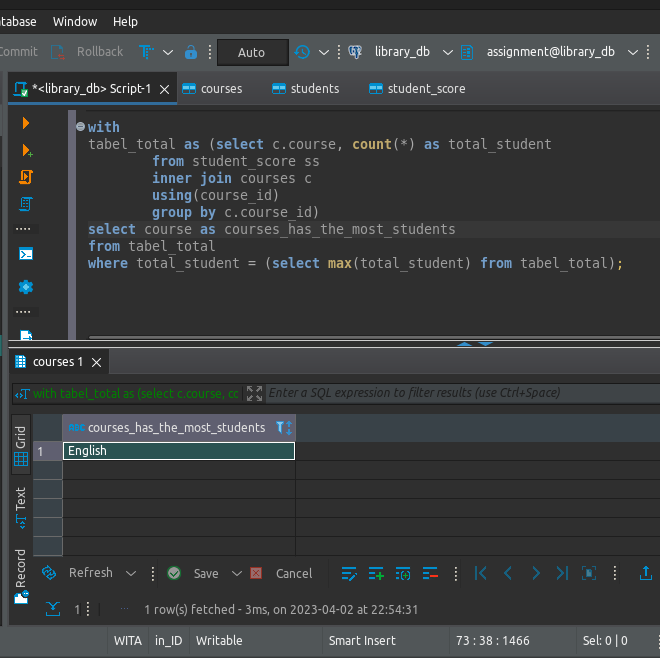 atabase Window Help
Commit Rollback Auto library_db assignment@library_db
*<library_db> Script-1 courses students student_score
with
tabel_total as (select c.course, count(*) as total_student
from student_score ss
inner join courses c
using(course_id)
group by c.course_id)
select course as courses_has_the_most_students
from tabel_total
where total_student = (select max(total_student) from tabel_total);
courses 1
with tabel_total as (select c.course, co Enter a SQL expression to filter results (use Ctrl+Space)
Grid
Text
Record
ABC courses_has_the_most_students
1 English
Refresh Save Cancel
1 1 row(s) fetched - 3ms, on 2023-04-02 at 22:54:31
WITA in_ID Writable Smart Insert 73 : 38 : 1466 Sel: 0 | 0